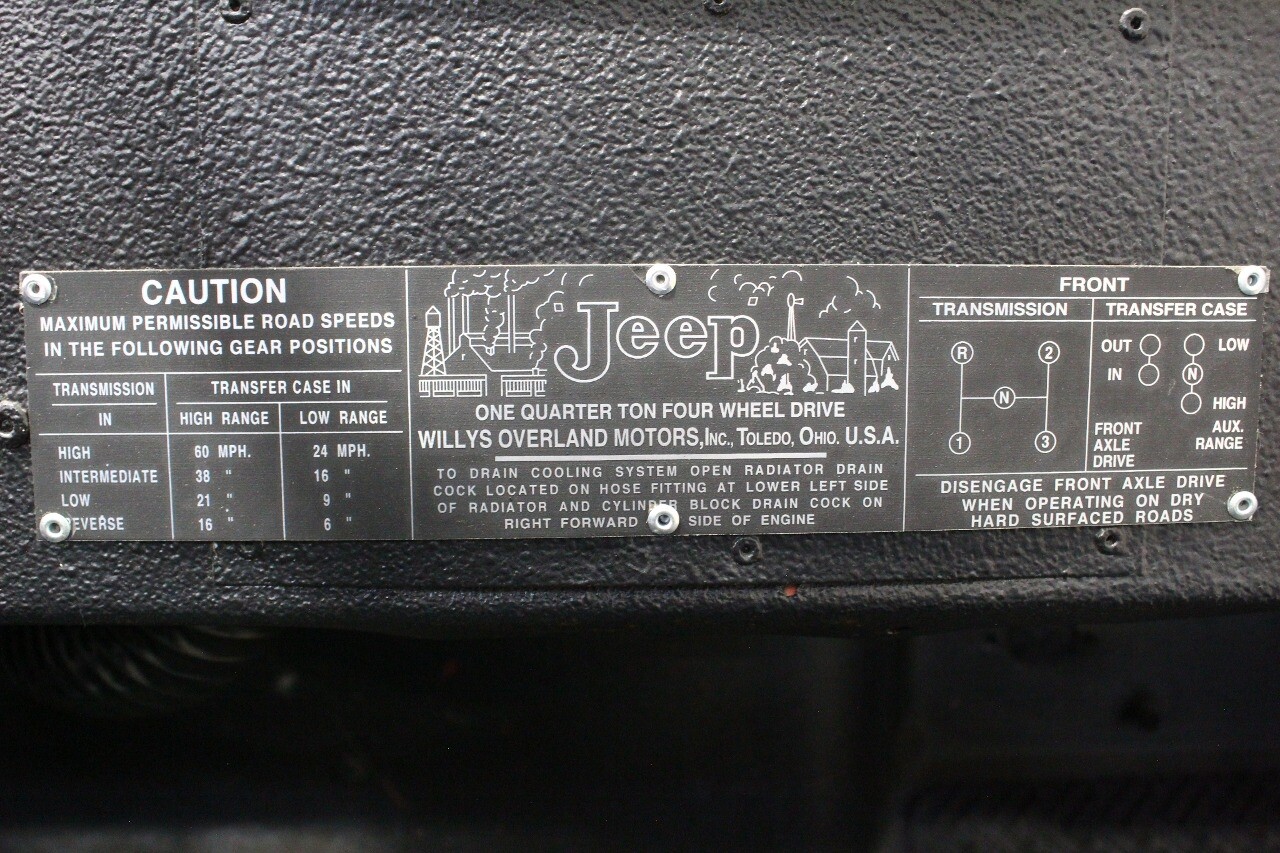 CAUTION
MAXIMUM PERMISSIBLE ROAD SPEEDS
IN THE FOLLOWING GEAR POSITIONS
TRANSMISSION TRANSFER CASE IN
IN HIGH RANGE LOW RANGE
HIGH 60 MPH. 24 MPH.
INTERMEDIATE 38 " 16 "
LOW 21 " 9 "
REVERSE 16 " 6 "
Jeep
ONE QUARTER TON FOUR WHEEL DRIVE
WILLYS OVERLAND MOTORS, INC., TOLEDO, OHIO. U.S.A.
TO DRAIN COOLING SYSTEM OPEN RADIATOR DRAIN
COCK LOCATED ON HOSE FITTING AT LOWER LEFT SIDE
OF RADIATOR AND CYLINDER BLOCK DRAIN COCK ON
RIGHT FORWARD SIDE OF ENGINE
FRONT
TRANSMISSION TRANSFER CASE
R 2
N
1 3
OUT LOW
IN N
HIGH
FRONT AUX.
AXLE RANGE
DRIVE
DISENGAGE FRONT AXLE DRIVE
WHEN OPERATING ON DRY
HARD SURFACED ROADS